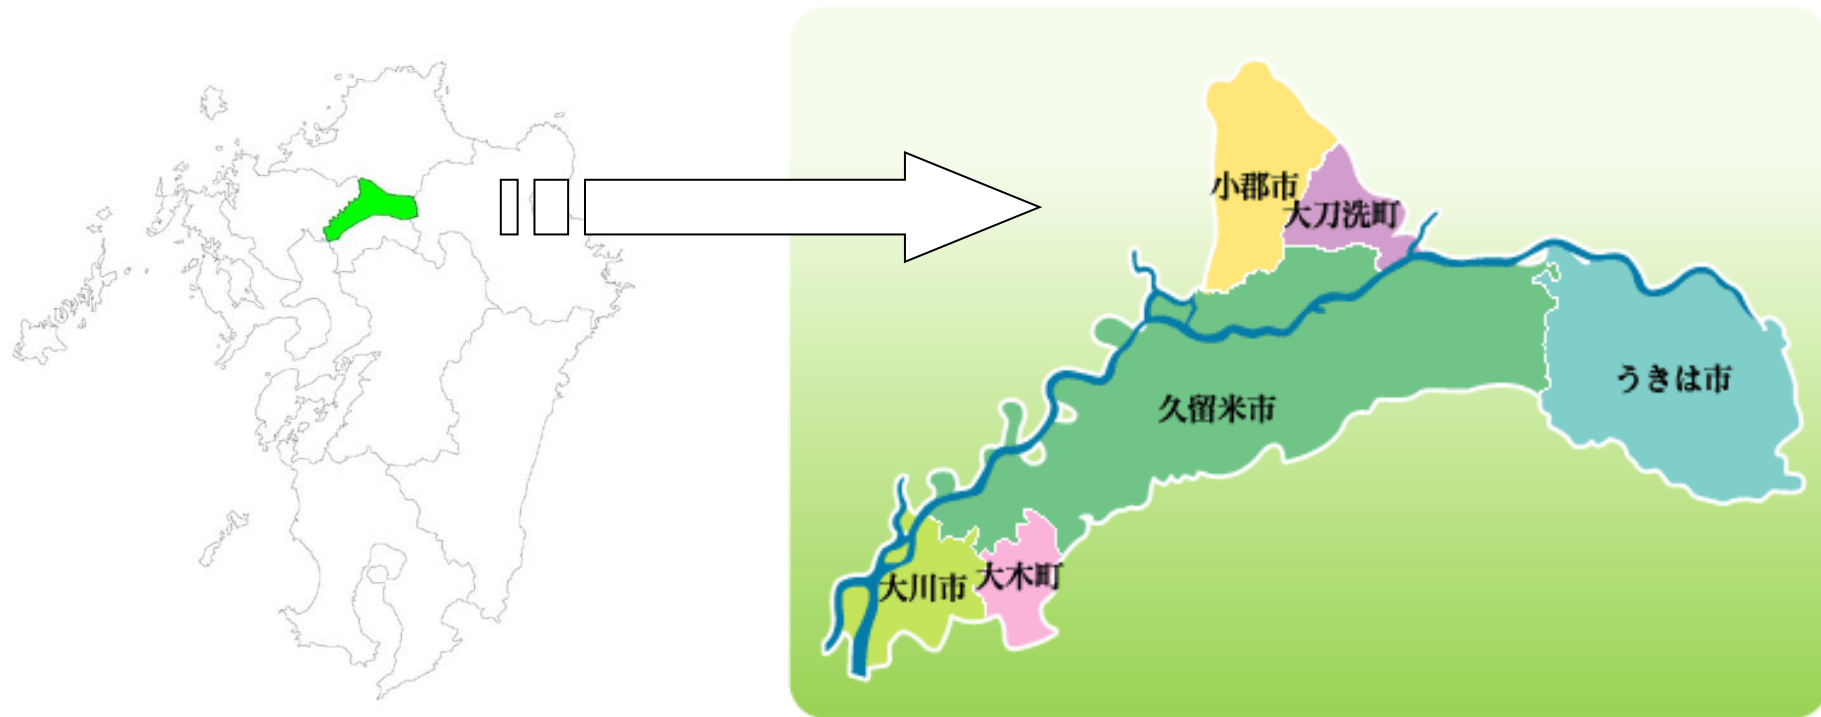 小郡市
大刀洗町
うきは市
久留米市
大川市
大木町